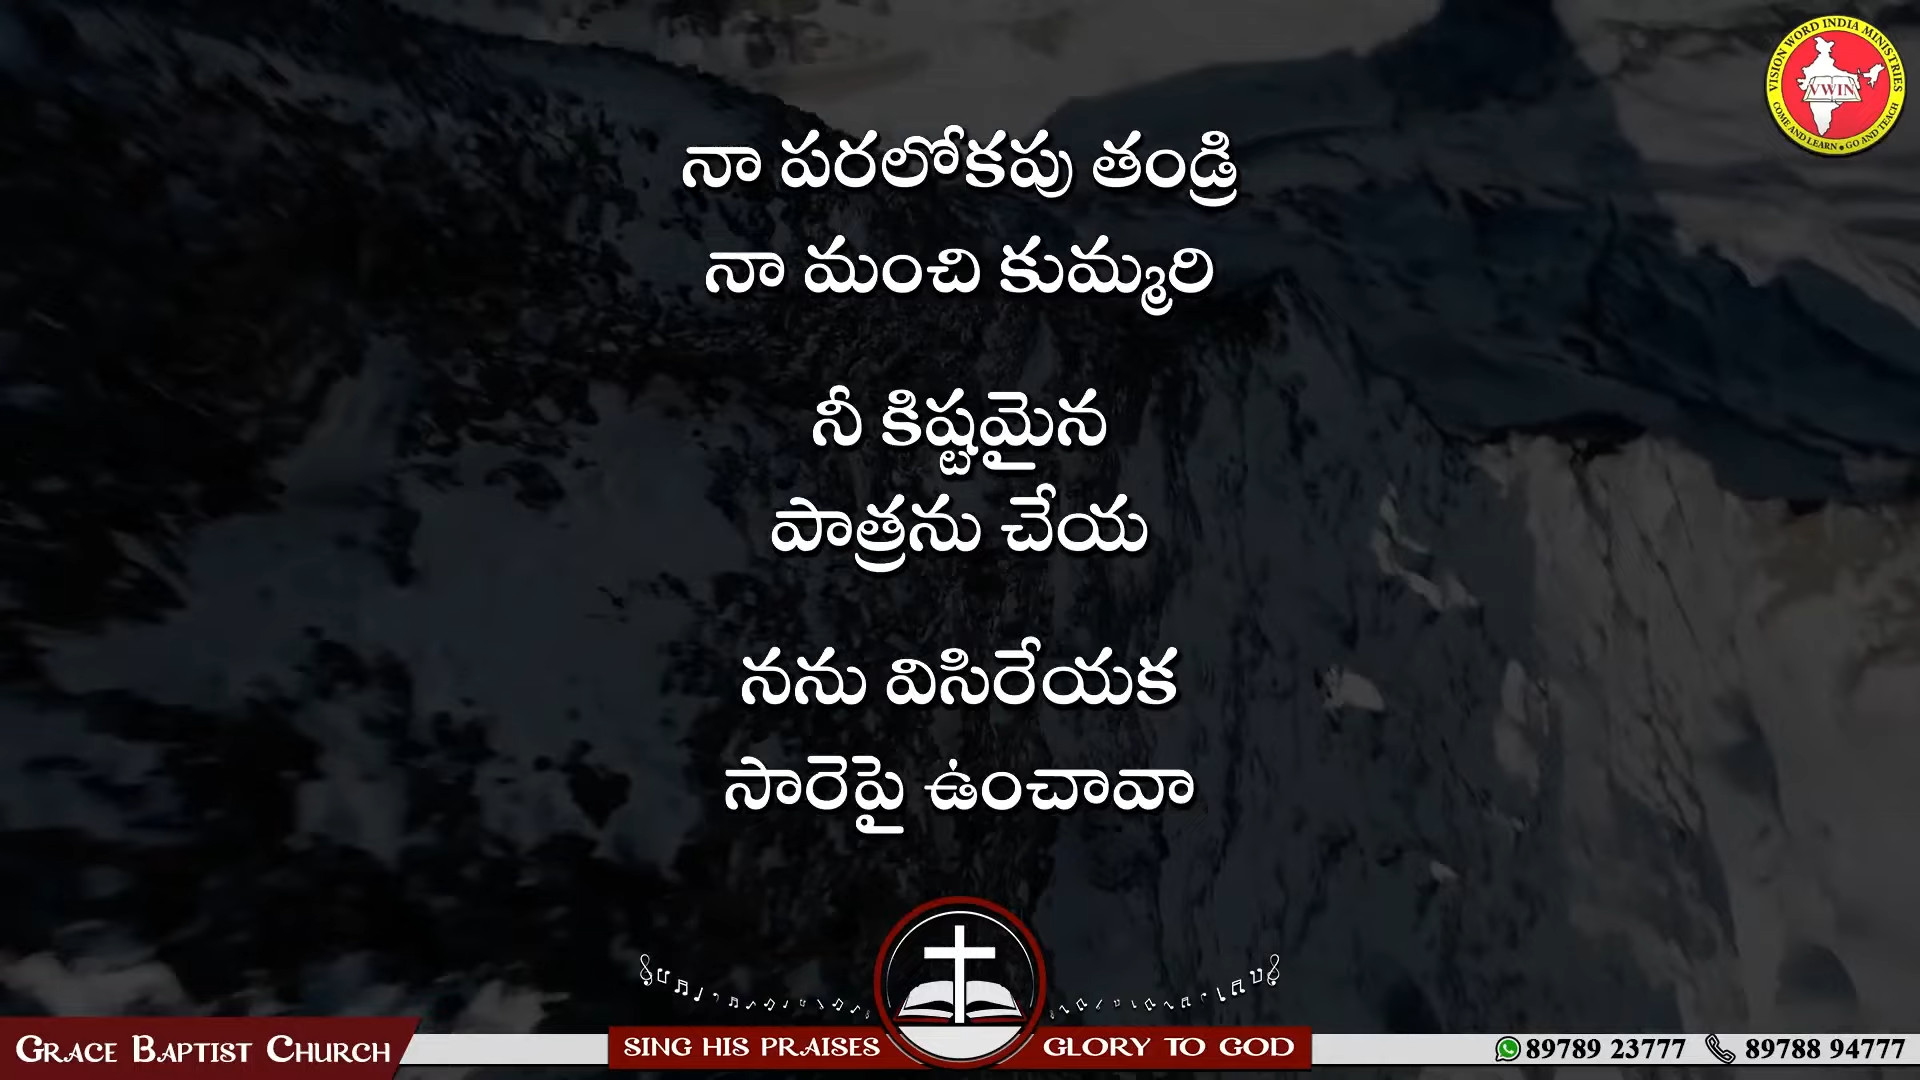 VISION WORD INDIA MINISTRIES
VWIN
COME AND LEARN ● GO AND TEACH
నా పరలోకపు తండ్రి
నా మంచి కుమ్మరి
నీ కిష్టమైన
పాత్రను చేయ
నను విసిరేయక
సారెపై ఉంచావా
GRACE BAPTIST CHURCH
SING HIS PRAISES
GLORY TO GOD
89789 23777
89788 94777